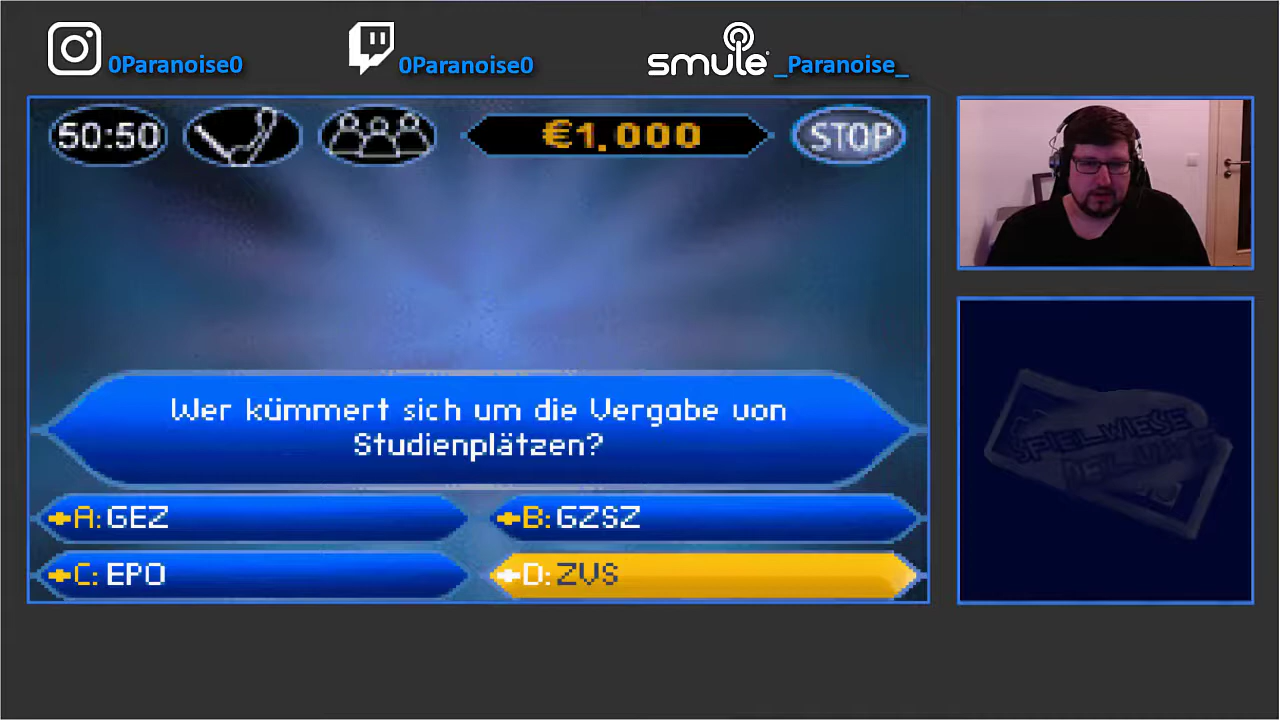 0Paranoise0
0Paranoise0
smule
_Paranoise_
50:50
€1.000
STOP
Wer kümmert sich um die Vergabe von
Studienplätzen?
A: GEZ
B: GZSZ
C: EPO
D: ZVS
SPIELWIESE